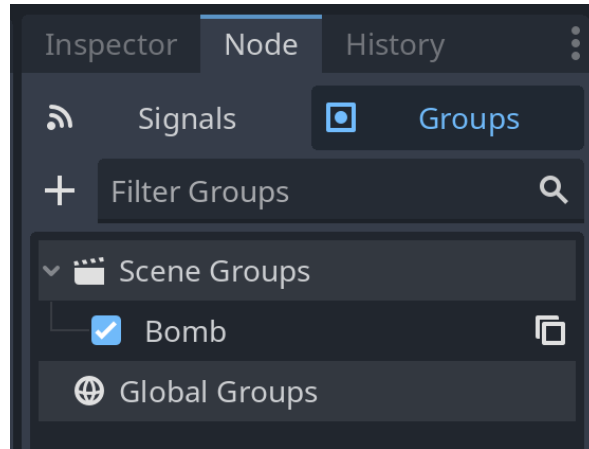 Inspector Node History
Signals Groups
Filter Groups
Scene Groups
Bomb
Global Groups